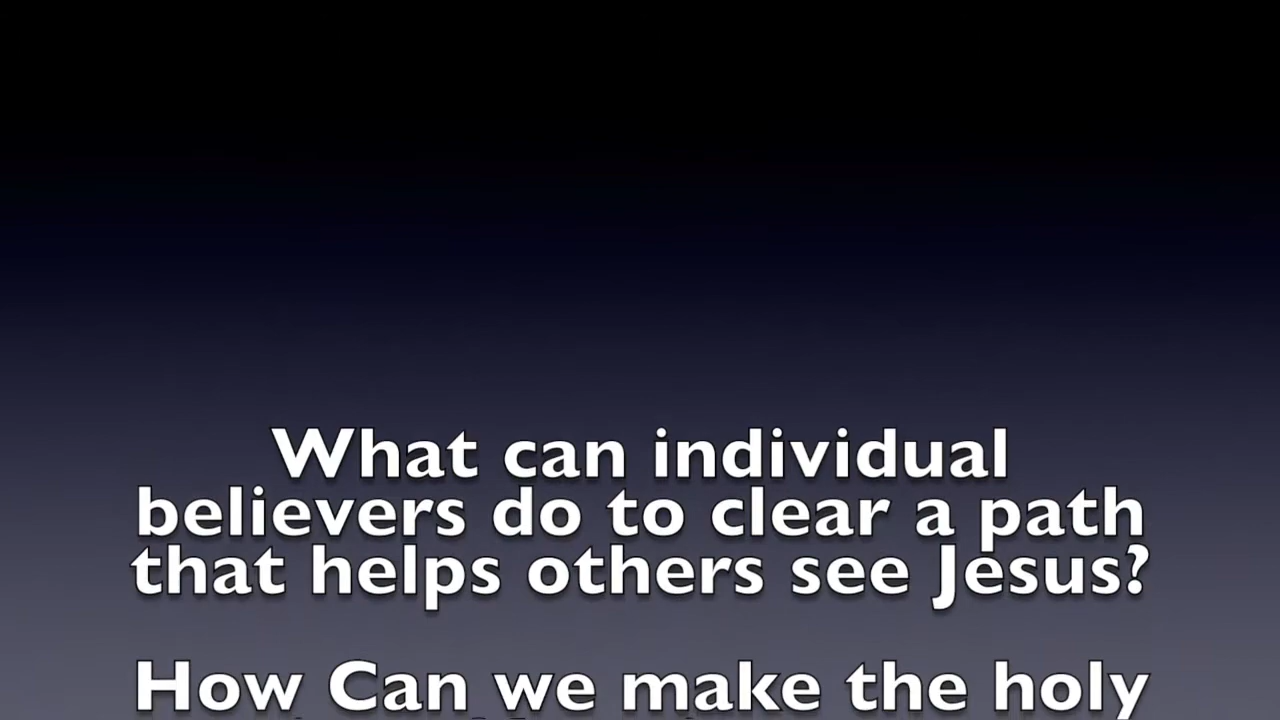 What can individual
believers do to clear a path
that helps others see Jesus?
How Can we make the holy